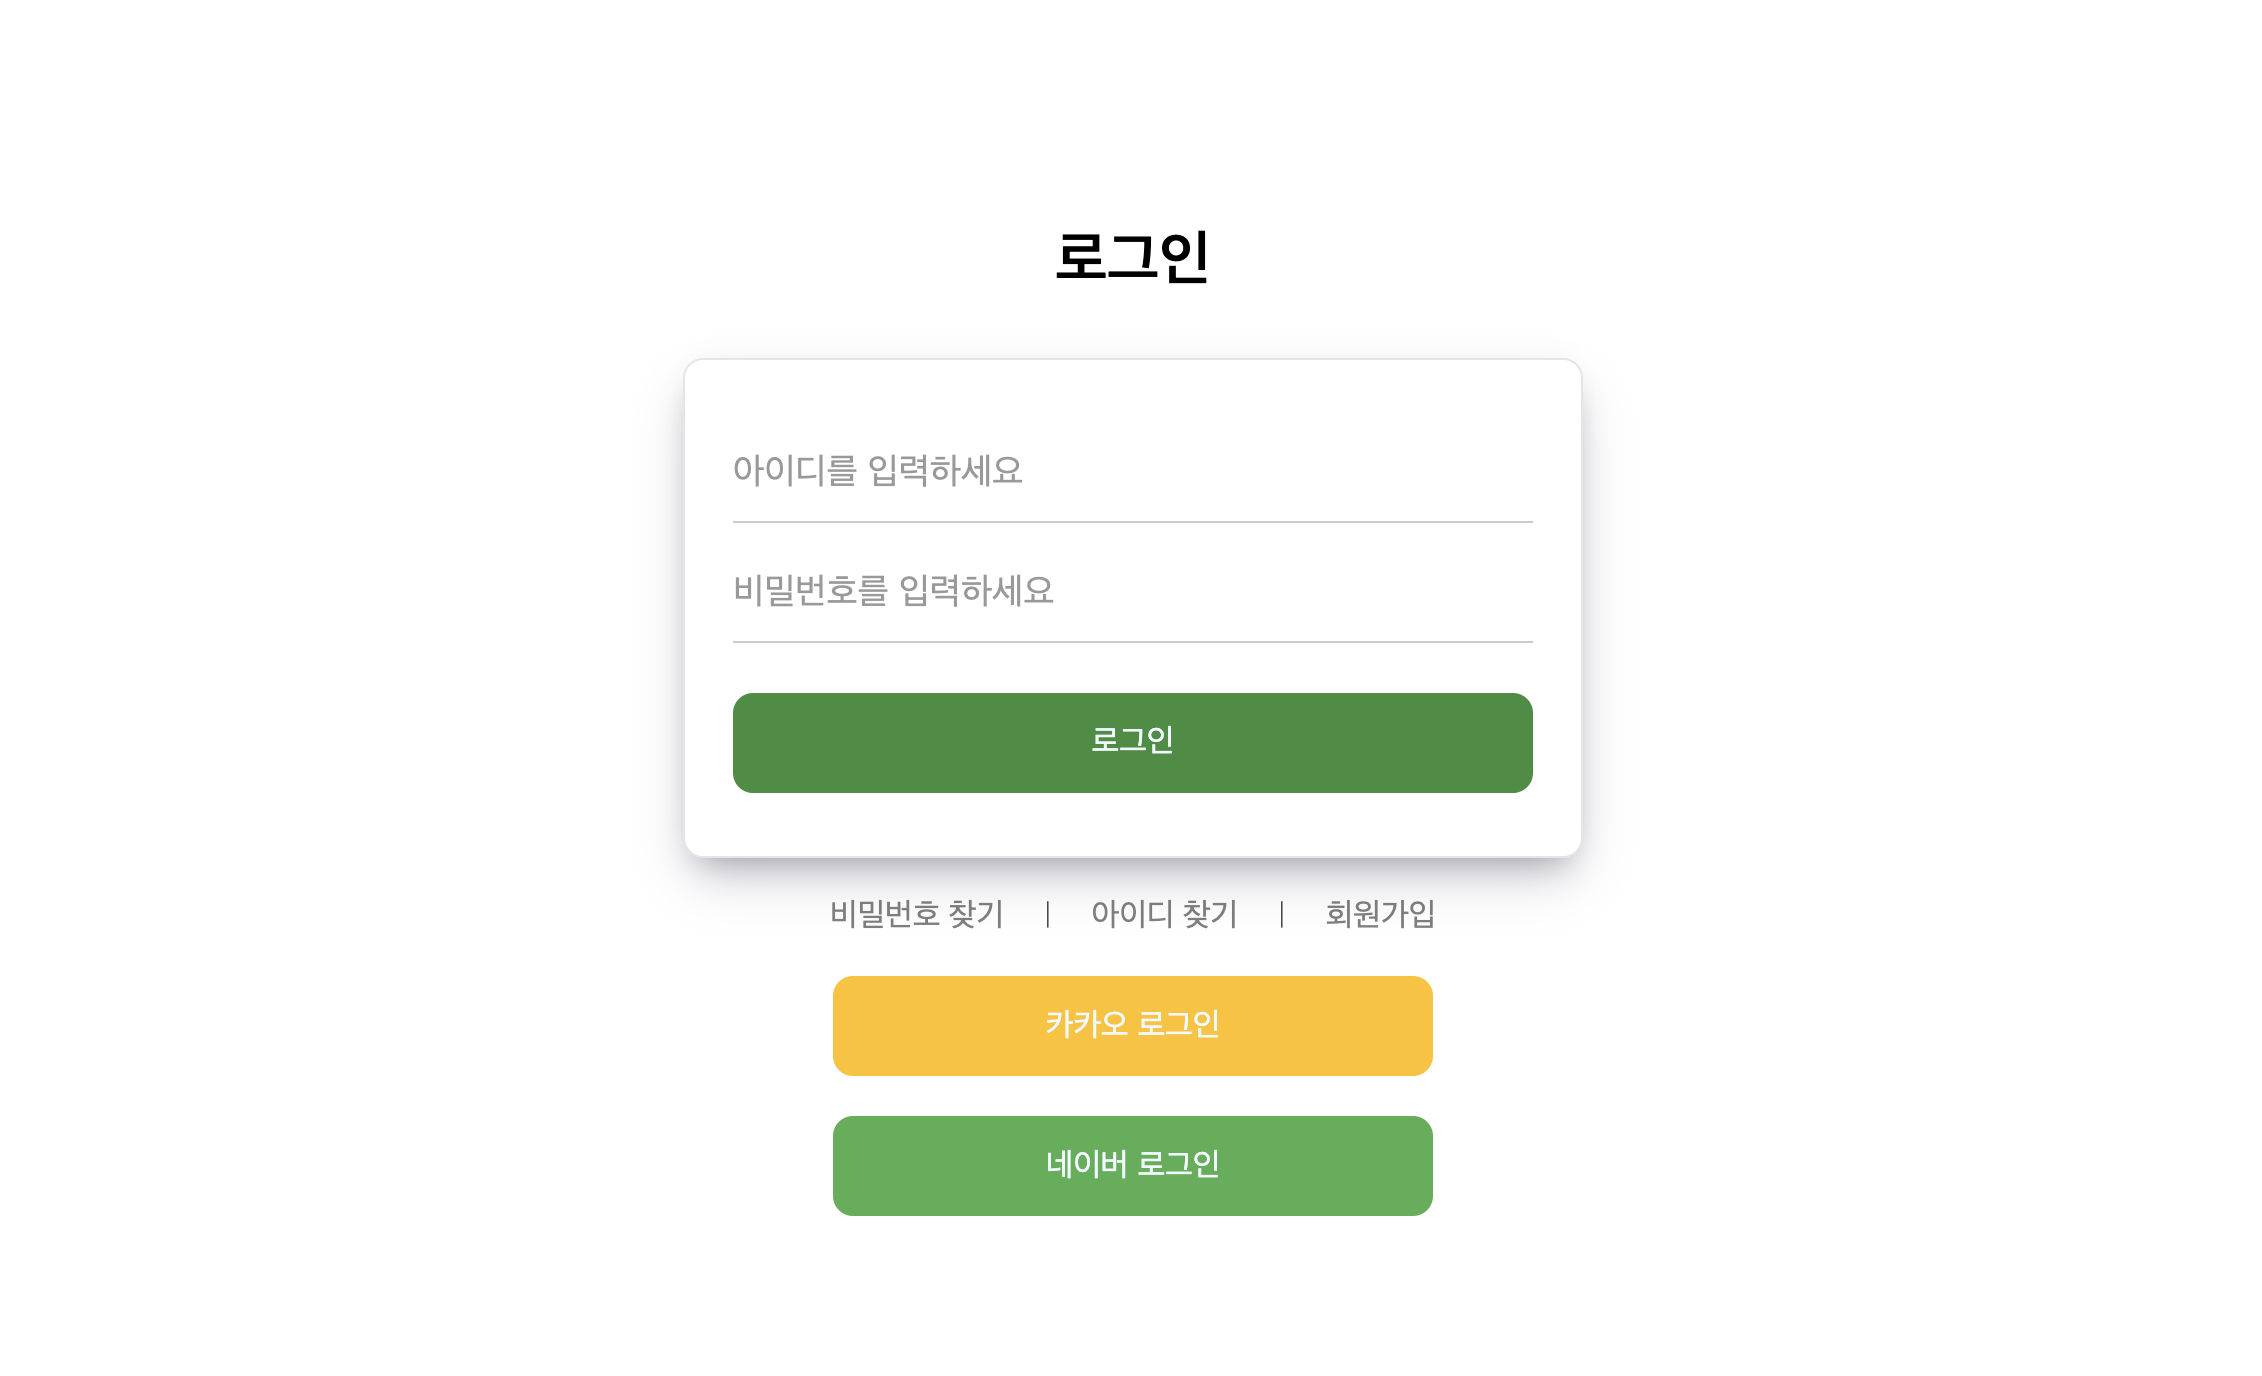 로그인
아이디를 입력하세요
비밀번호를 입력하세요
로그인
비밀번호 찾기 | 아이디 찾기 | 회원가입
카카오 로그인
네이버 로그인